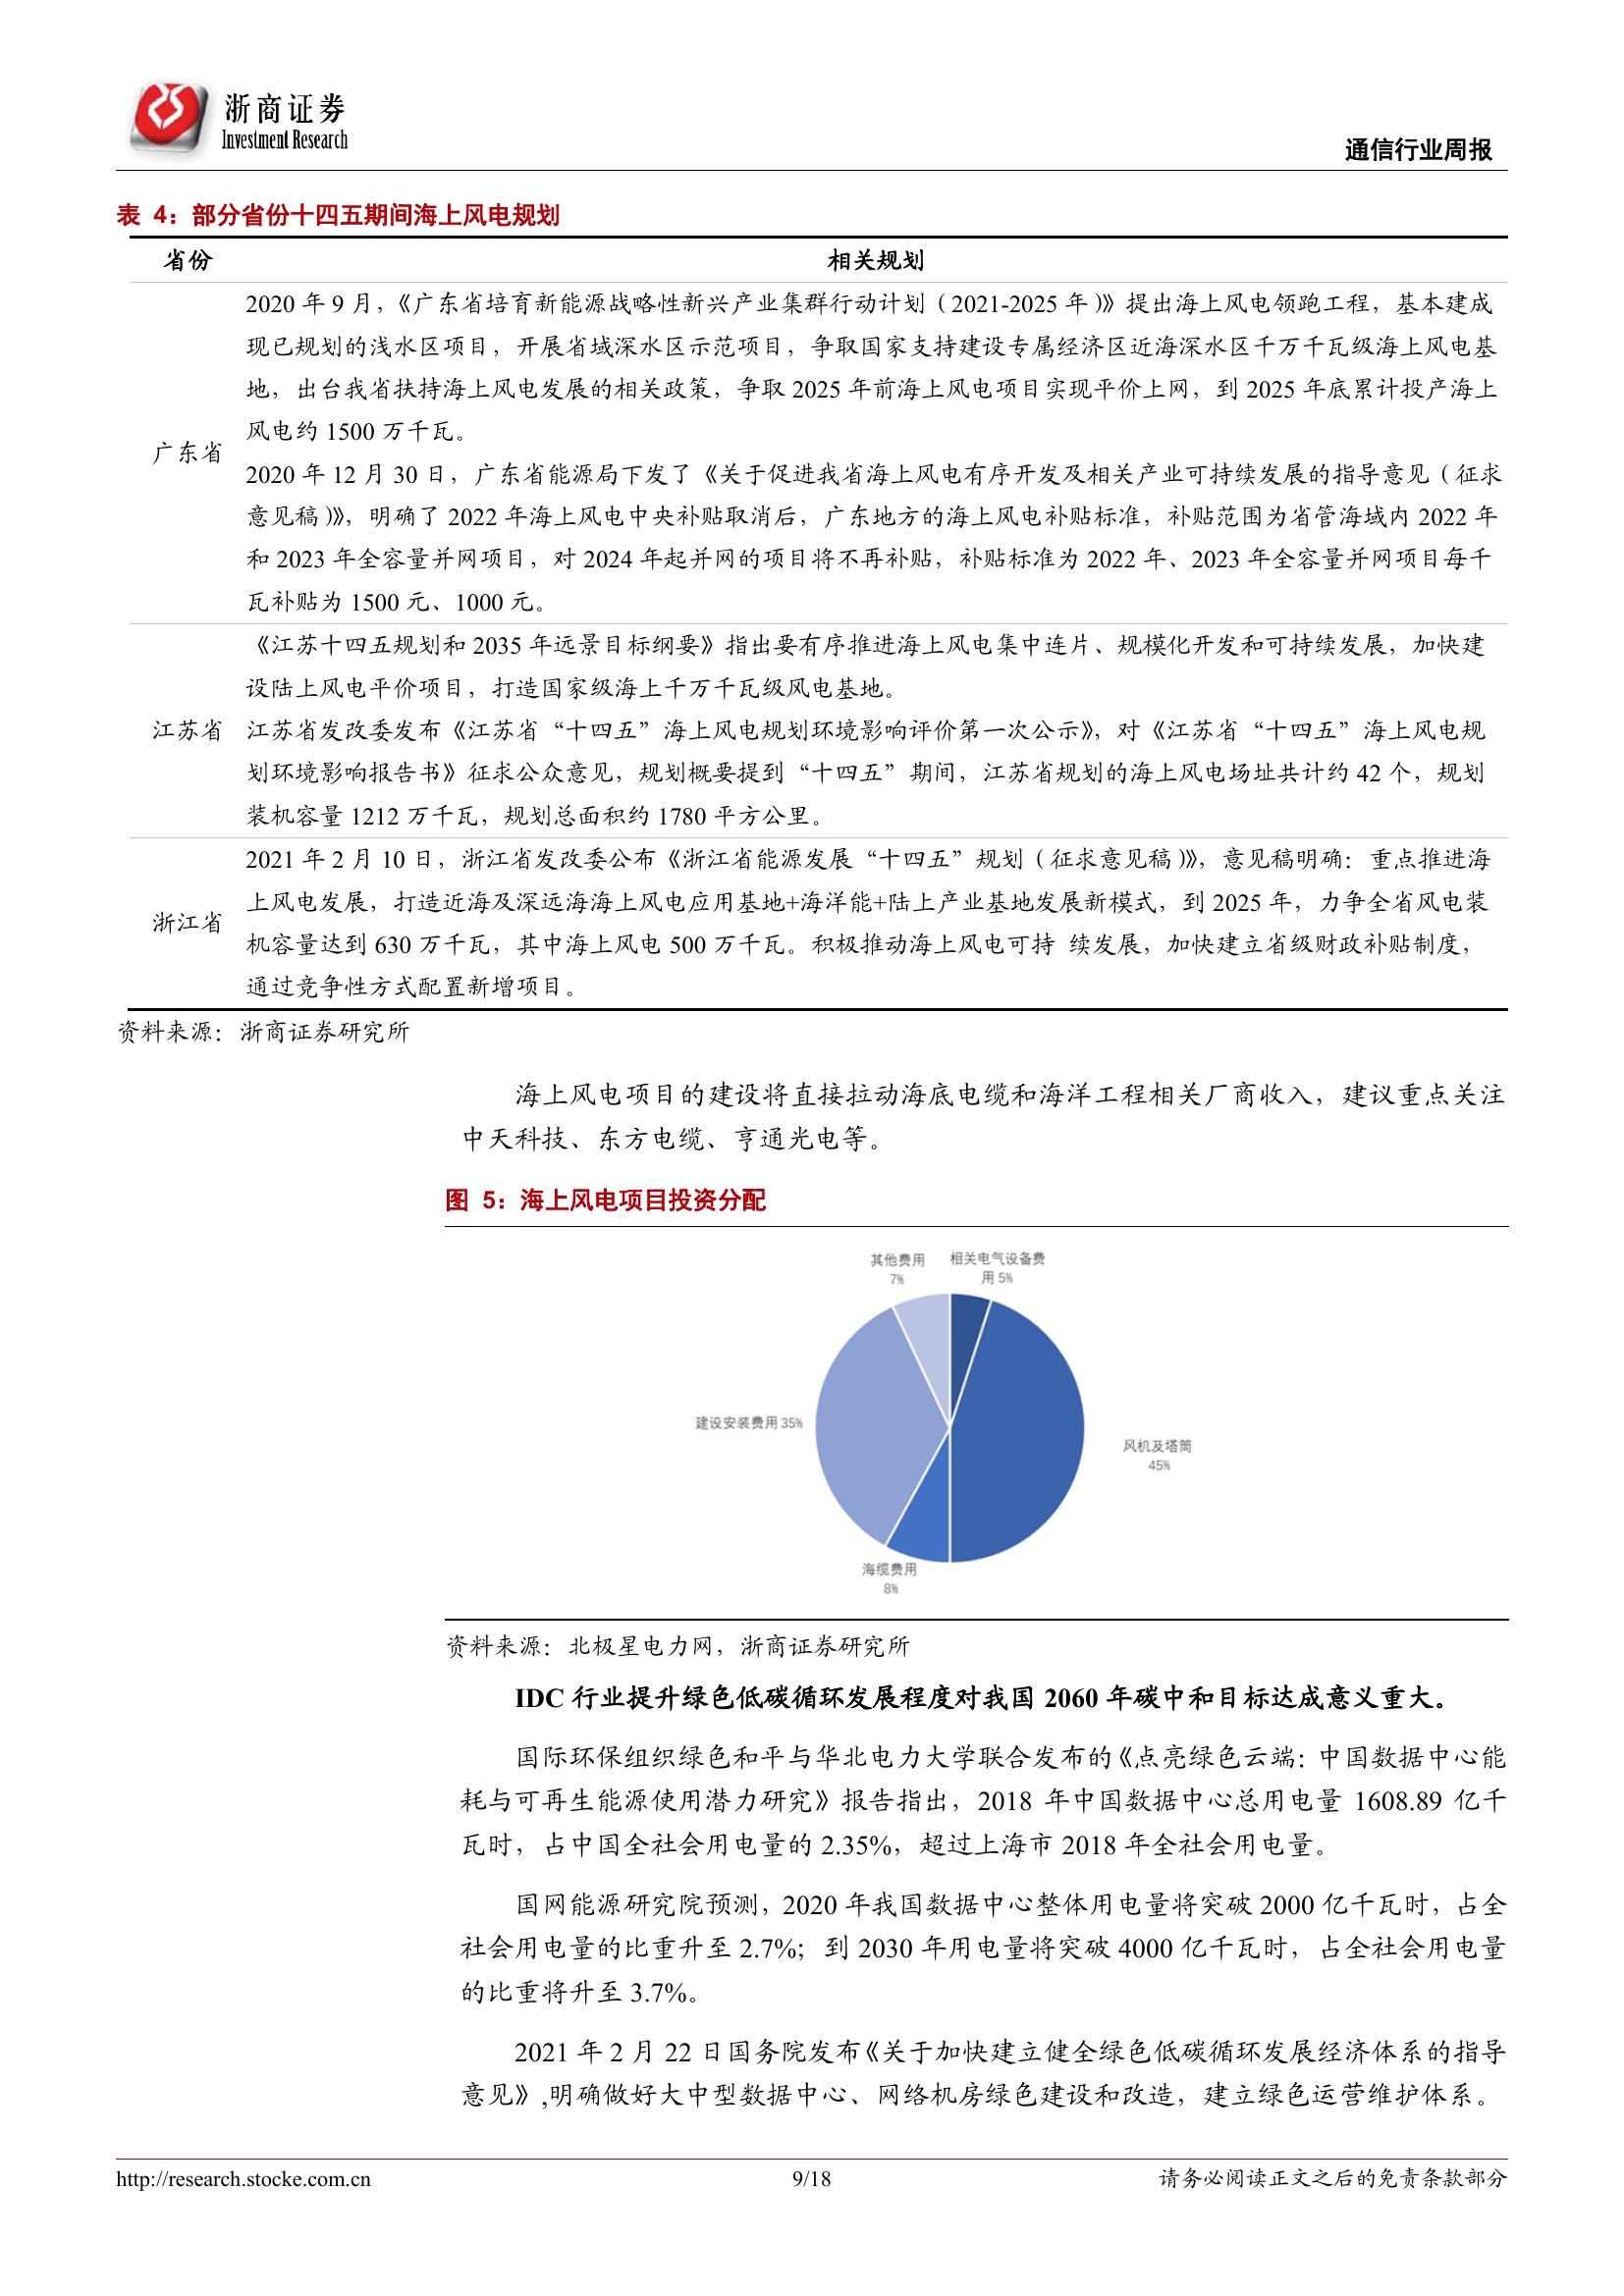 浙商证券
Investment Research
通信行业周报
表 4：部分省份十四五期间海上风电规划
省份 相关规划
2020 年 9 月，《广东省培育新能源战略性新兴产业集群行动计划（2021-2025 年）》提出海上风电领跑工程，基本建成
现已规划的浅水区项目，开展省域深水区示范项目，争取国家支持建设专属经济区近海深水区千万千瓦级海上风电基
地，出台我省扶持海上风电发展的相关政策，争取 2025 年前海上风电项目实现平价上网，到 2025 年底累计投产海上
风电约 1500 万千瓦。
广东省
2020 年 12 月 30 日，广东省能源局下发了《关于促进我省海上风电有序开发及相关产业可持续发展的指导意见（征求
意见稿）》，明确了 2022 年海上风电中央补贴取消后，广东地方的海上风电补贴标准，补贴范围为省管海域内 2022 年
和 2023 年全容量并网项目，对 2024 年起并网的项目将不再补贴，补贴标准为 2022 年、2023 年全容量并网项目每千
瓦补贴为 1500 元、1000 元。
《江苏十四五规划和 2035 年远景目标纲要》指出要有序推进海上风电集中连片、规模化开发和可持续发展，加快建
设陆上风电平价项目，打造国家级海上千万千瓦级风电基地。
江苏省 江苏省发改委发布《江苏省“十四五”海上风电规划环境影响评价第一次公示》，对《江苏省“十四五”海上风电规
划环境影响报告书》征求公众意见，规划概要提到“十四五”期间，江苏省规划的海上风电场址共计约 42 个，规划
装机容量 1212 万千瓦，规划总面积约 1780 平方公里。
2021 年 2 月 10 日，浙江省发改委公布《浙江省能源发展“十四五”规划（征求意见稿）》，意见稿明确：重点推进海
上风电发展，打造近海及深远海海上风电应用基地+海洋能+陆上产业基地发展新模式，到 2025 年，力争全省风电装
浙江省
机容量达到 630 万千瓦，其中海上风电 500 万千瓦。积极推动海上风电可持 续发展，加快建立省级财政补贴制度，
通过竞争性方式配置新增项目。
资料来源：浙商证券研究所
海上风电项目的建设将直接拉动海底电缆和海洋工程相关厂商收入，建议重点关注
中天科技、东方电缆、亨通光电等。
图 5：海上风电项目投资分配
其他费用
7%
相关电气设备费
用 5%
建设安装费用 35%
风机及塔筒
45%
海缆费用
8%
资料来源：北极星电力网，浙商证券研究所
IDC 行业提升绿色低碳循环发展程度对我国 2060 年碳中和目标达成意义重大。
国际环保组织绿色和平与华北电力大学联合发布的《点亮绿色云端：中国数据中心能
耗与可再生能源使用潜力研究》报告指出，2018 年中国数据中心总用电量 1608.89 亿千
瓦时，占中国全社会用电量的 2.35%，超过上海市 2018 年全社会用电量。
国网能源研究院预测，2020 年我国数据中心整体用电量将突破 2000 亿千瓦时，占全
社会用电量的比重升至 2.7%；到 2030 年用电量将突破 4000 亿千瓦时，占全社会用电量
的比重将升至 3.7%。
2021 年 2 月 22 日国务院发布《关于加快建立健全绿色低碳循环发展经济体系的指导
意见》,明确做好大中型数据中心、网络机房绿色建设和改造，建立绿色运营维护体系。
http://research.stocke.com.cn 9/18 请务必阅读正文之后的免责条款部分